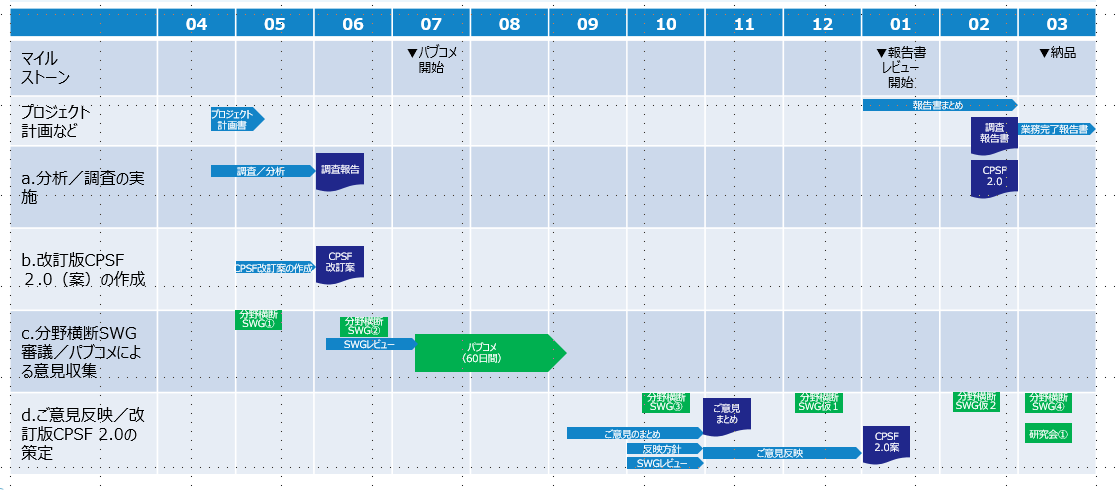 04 05 06 07 08 09 10 11 12 01 02 03
マイル
ストーン
▼パブコメ
開始
▼報告書
レビュー
開始
▼納品
プロジェクト
計画など
プロジェクト
計画書
報告書まとめ
調査
報告書
業務完了報告書
a.分析／調査の実
施
調査／分析
調査報告
CPSF
2.0
b.改訂版CPSF
２.0（案）の作成
CPSF改訂案の作成
CPSF
改訂案
c.分野横断SWG
審議／パブコメによ
る意見収集
分野横断
SWG①
分野横断
SWG②
SWGレビュー
パブコメ
（60日間）
d.ご意見反映／改
訂版CPSF 2.0の
策定
分野横断
SWG③
ご意見
まとめ
分野横断
SWG仮１
分野横断
SWG仮２
分野横断
SWG④
ご意見のまとめ
反映方針
SWGレビュー
ご意見反映
CPSF
2.0案
研究会①